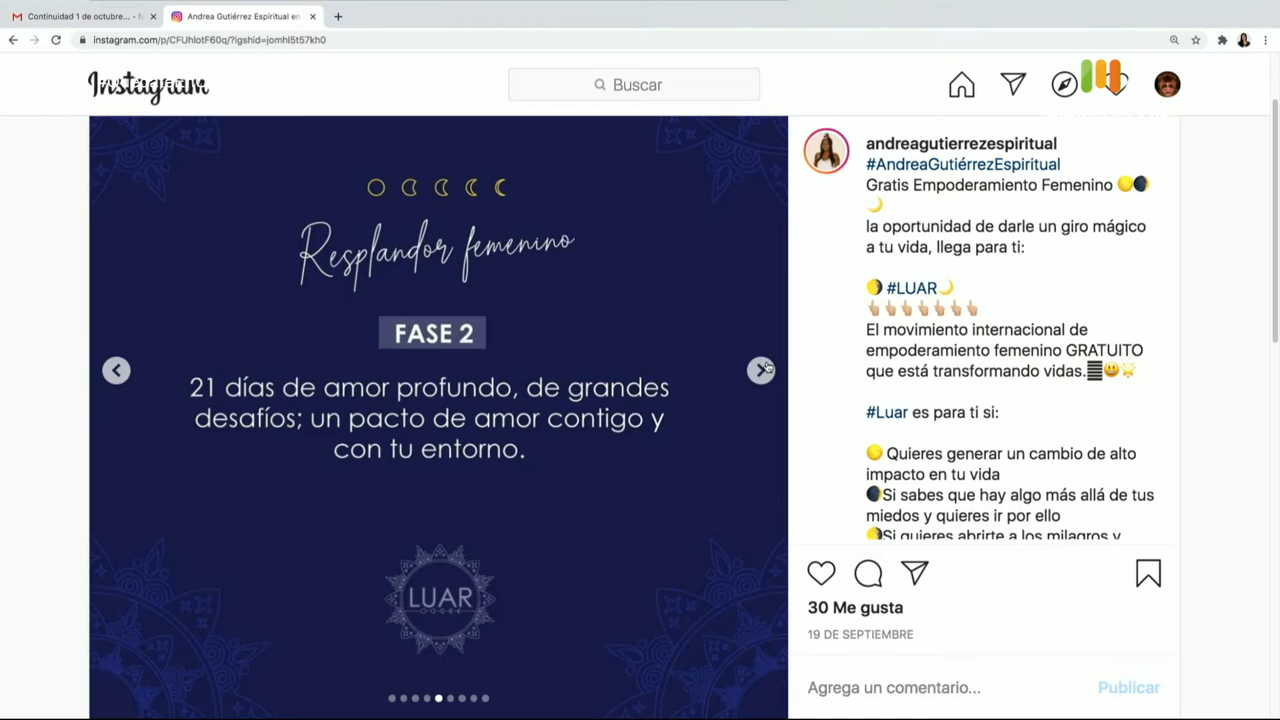 Continuidad 1 de octubre... -
Andrea Gutiérrez Espiritual en
instagram.com/p/CFUhlotF60q/?igshid=jomhl5t57kh0
Instagram
Buscar
Resplandor femenino
FASE 2
21 días de amor profundo, de grandes
desafíos; un pacto de amor contigo y
con tu entorno.
LUAR
andreagutierrezespiritual
#AndreaGutiérrezEspiritual
Gratis Empoderamiento Femenino 🌕🌒
🌙
la oportunidad de darle un giro mágico
a tu vida, llega para ti:
🌖 #LUAR🌙
👆🏼👆🏼👆🏼👆🏼👆🏼👆🏼👆🏼
El movimiento internacional de
empoderamiento femenino GRATUITO
que está transformando vidas.😃🌟
#Luar es para ti si:
🌕 Quieres generar un cambio de alto
impacto en tu vida
🌒Si sabes que hay algo más allá de tus
miedos y quieres ir por ello
🌖Si quieres abrirte a los milagros y
30 Me gusta
19 DE SEPTIEMBRE
Agrega un comentario...
Publicar